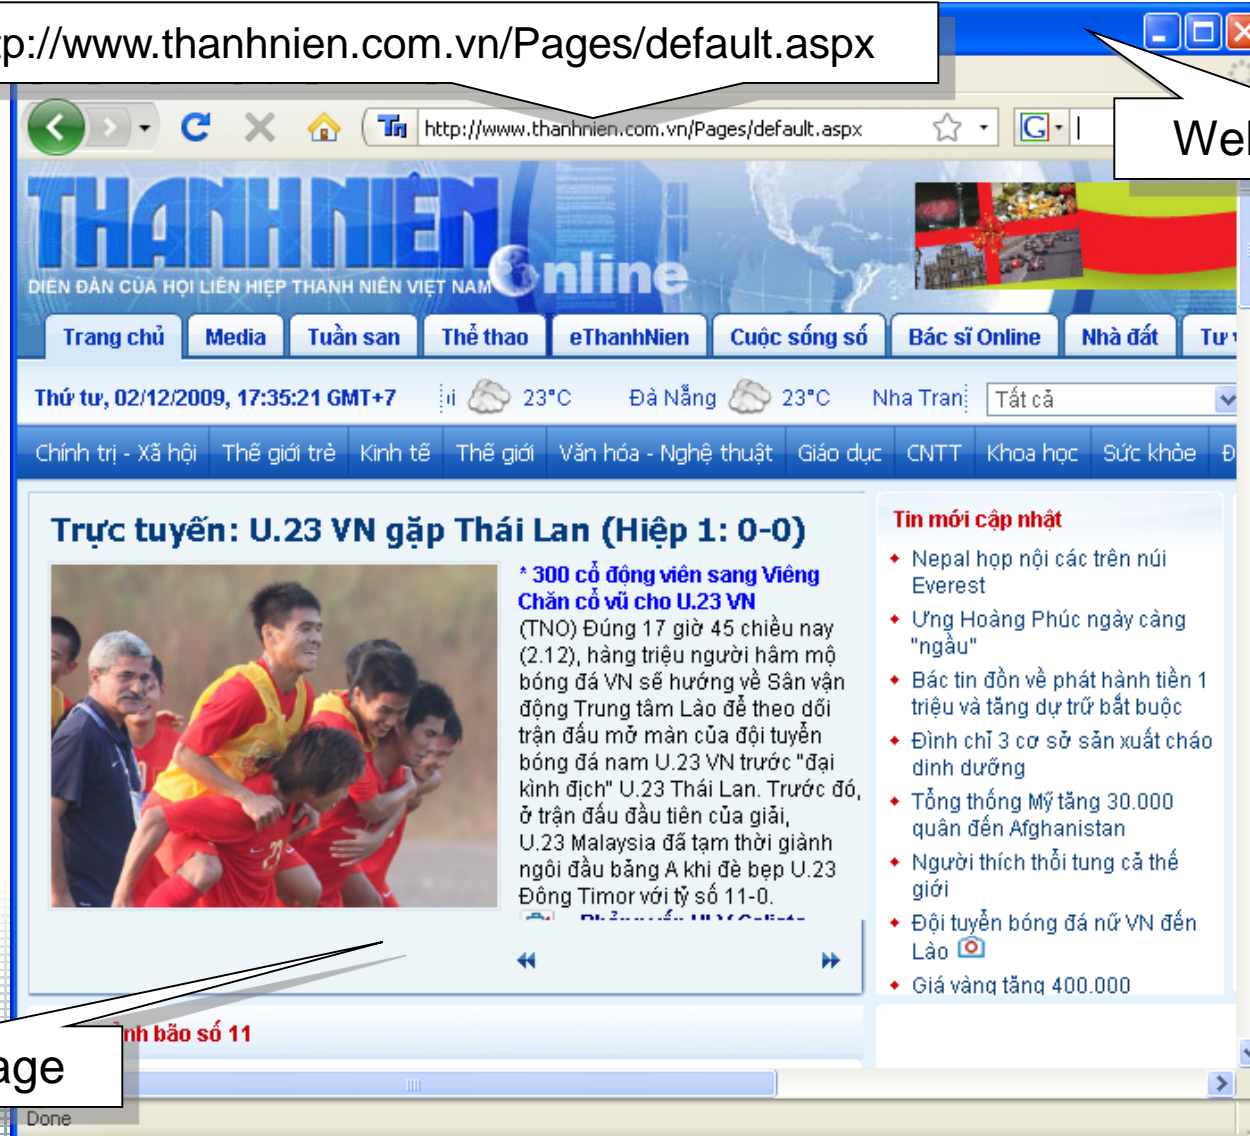 tp://www.thanhnien.com.vn/Pages/default.aspx
http://www.thanhnien.com.vn/Pages/default.aspx
THANH NIÊN
Online
DIỄN ĐÀN CỦA HỘI LIÊN HIỆP THANH NIÊN VIỆT NAM
Trang chủ Media Tuần san Thể thao eThanhNien Cuộc sống số Bác sĩ Online Nhà đất Tư
Thứ tư, 02/12/2009, 17:35:21 GMT+7 23°C Đà Nẵng 23°C Nha Tran Tất cả
Chính trị - Xã hội Thế giới trẻ Kinh tế Thế giới Văn hóa - Nghệ thuật Giáo dục CNTT Khoa học Sức khỏe Đ
Trực tuyến: U.23 VN gặp Thái Lan (Hiệp 1: 0-0)
* 300 cổ động viên sang Viêng
Chăn cổ vũ cho U.23 VN
(TNO) Đúng 17 giờ 45 chiều nay
(2.12), hàng triệu người hâm mộ
bóng đá VN sẽ hướng về Sân vận
động Trung tâm Lào để theo dõi
trận đấu mở màn của đội tuyển
bóng đá nam U.23 VN trước "đại
kình địch" U.23 Thái Lan. Trước đó,
ở trận đấu đầu tiên của giải,
U.23 Malaysia đã tạm thời giành
ngôi đầu bảng A khi đè bẹp U.23
Đông Timor với tỷ số 11-0.
Tin mới cập nhật
Nepal họp nội các trên núi
Everest
Ưng Hoàng Phúc ngày càng
"ngầu"
Bác tin đồn về phát hành tiền 1
triệu và tăng dự trữ bắt buộc
Đình chỉ 3 cơ sở sản xuất cháo
dinh dưỡng
Tổng thống Mỹ tăng 30.000
quân đến Afghanistan
Người thích thổi tung cả thế
giới
Đội tuyển bóng đá nữ VN đến
Lào
Giá vàng tăng 400.000
bão số 11
age
Done